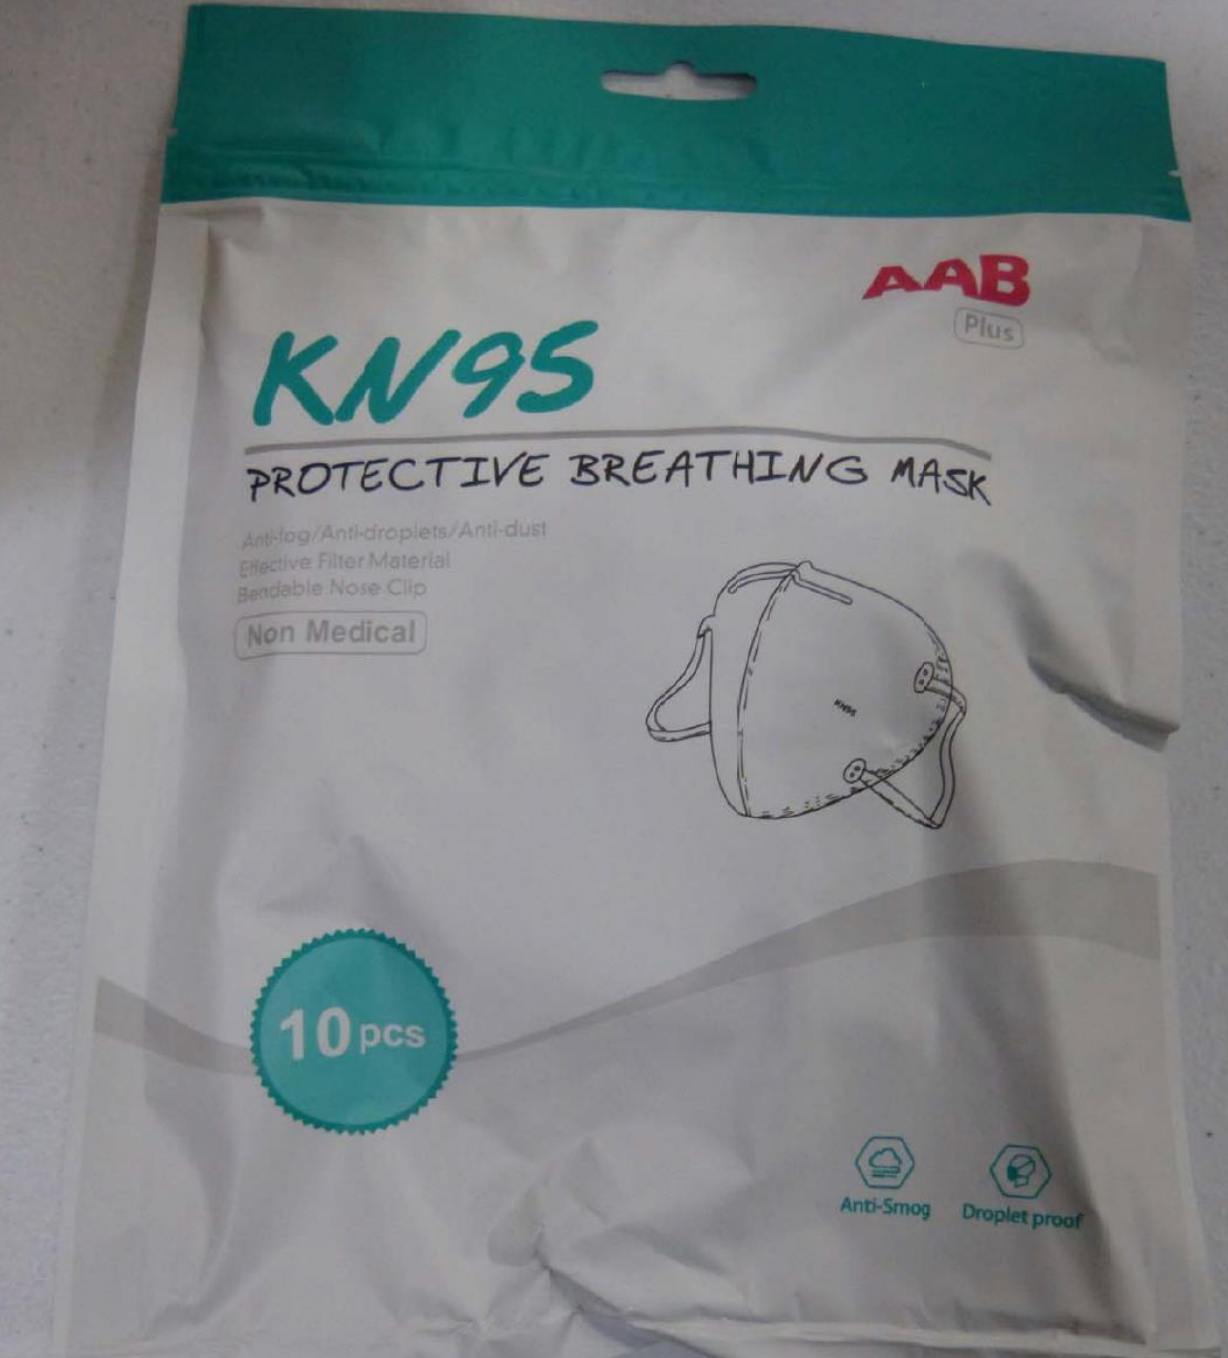 AAB
Plus
KN95
PROTECTIVE BREATHING MASK
Anti-fog/Anti-droplets/Anti-dust
Effective Filter Material
Bendable Nose Clip
Non Medical
KN95
10 pcs
Anti-Smog
Droplet proof